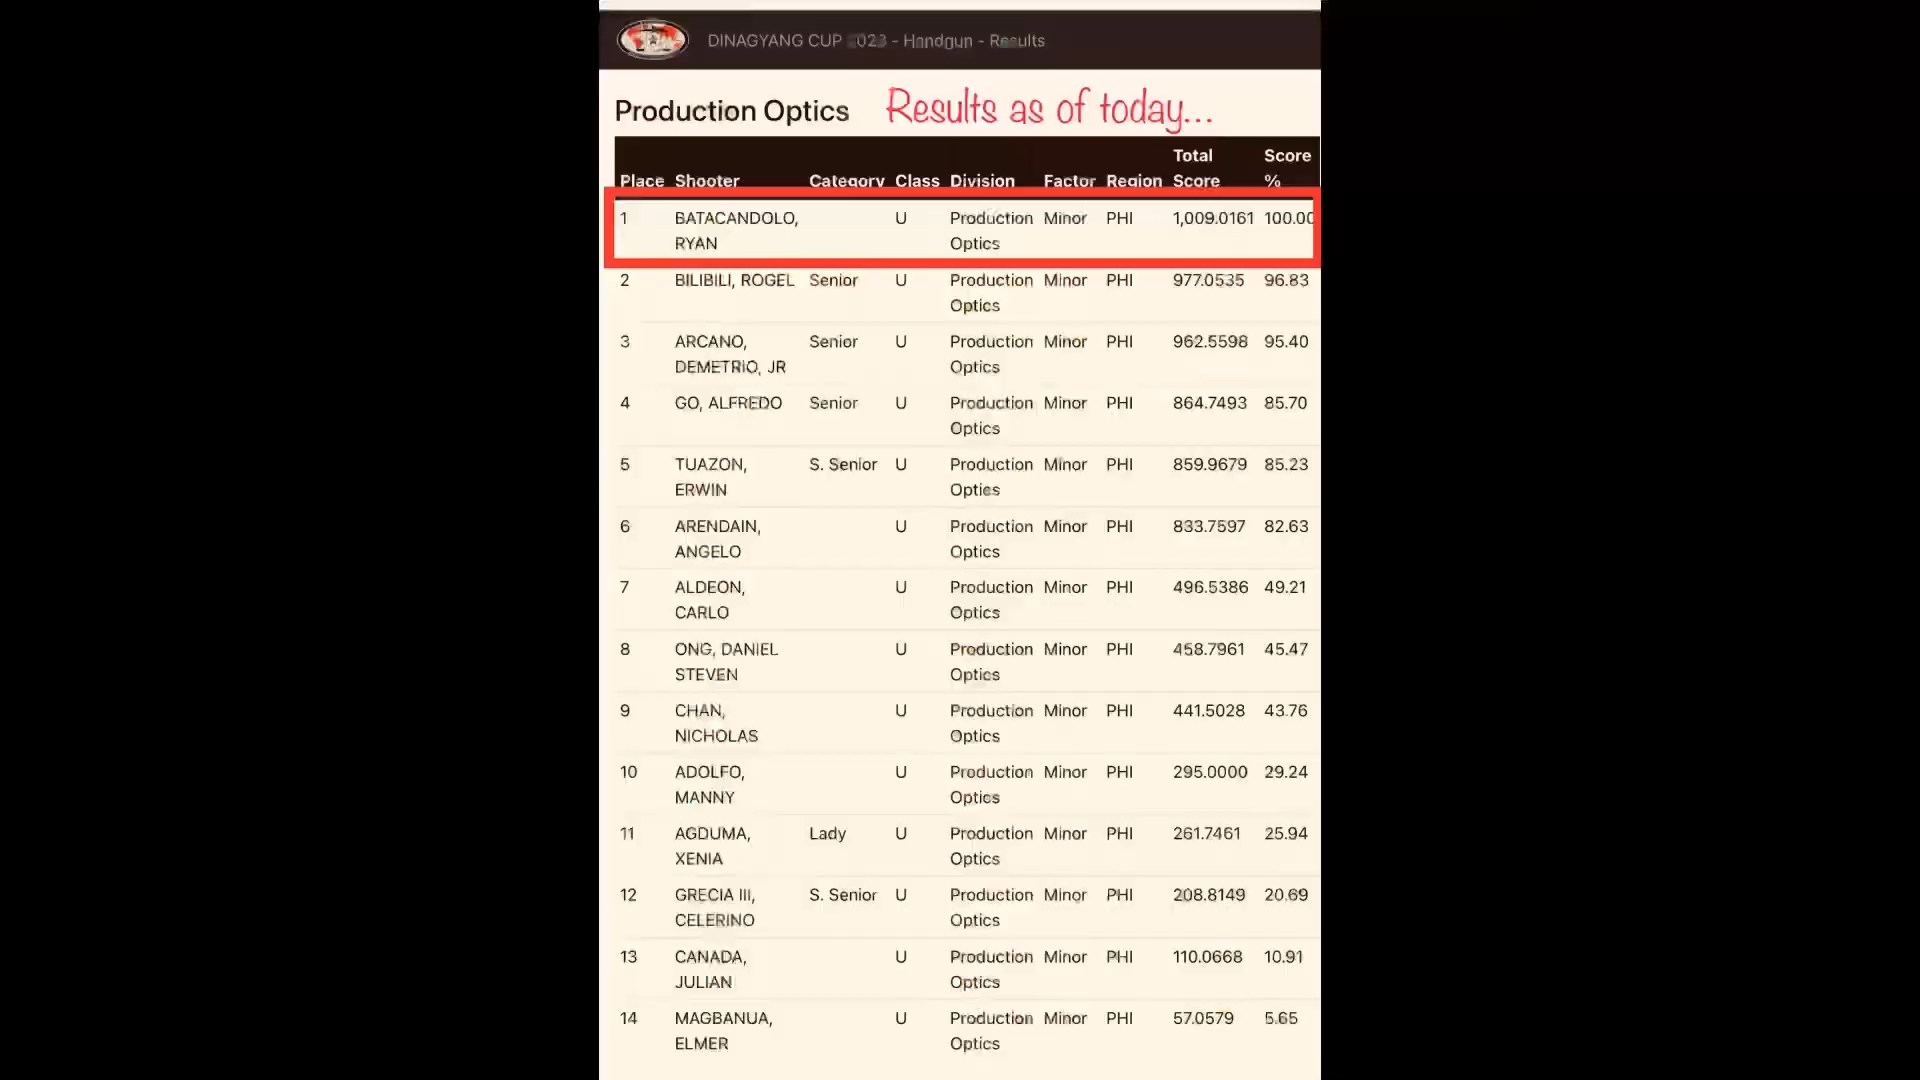 DINAGYANG CUP 2023 - Handgun - Results
Production Optics Results as of today...
Place Shooter Category Class Division Factor Region Total Score Score %
1 BATACANDOLO, RYAN U Production Optics Minor PHI 1,009.0161 100.00
2 BILIBILI, ROGEL Senior U Production Optics Minor PHI 977.0535 96.83
3 ARCANO, DEMETRIO, JR Senior U Production Optics Minor PHI 962.5598 95.40
4 GO, ALFREDO Senior U Production Optics Minor PHI 864.7493 85.70
5 TUAZON, ERWIN S. Senior U Production Optics Minor PHI 859.9679 85.23
6 ARENDAIN, ANGELO U Production Optics Minor PHI 833.7597 82.63
7 ALDEON, CARLO U Production Optics Minor PHI 496.5386 49.21
8 ONG, DANIEL STEVEN U Production Optics Minor PHI 458.7961 45.47
9 CHAN, NICHOLAS U Production Optics Minor PHI 441.5028 43.76
10 ADOLFO, MANNY U Production Optics Minor PHI 295.0000 29.24
11 AGDUMA, XENIA Lady U Production Optics Minor PHI 261.7461 25.94
12 GRECIA III, CELERINO S. Senior U Production Optics Minor PHI 208.8149 20.69
13 CANADA, JULIAN U Production Optics Minor PHI 110.0668 10.91
14 MAGBANUA, ELMER U Production Optics Minor PHI 57.0579 5.65